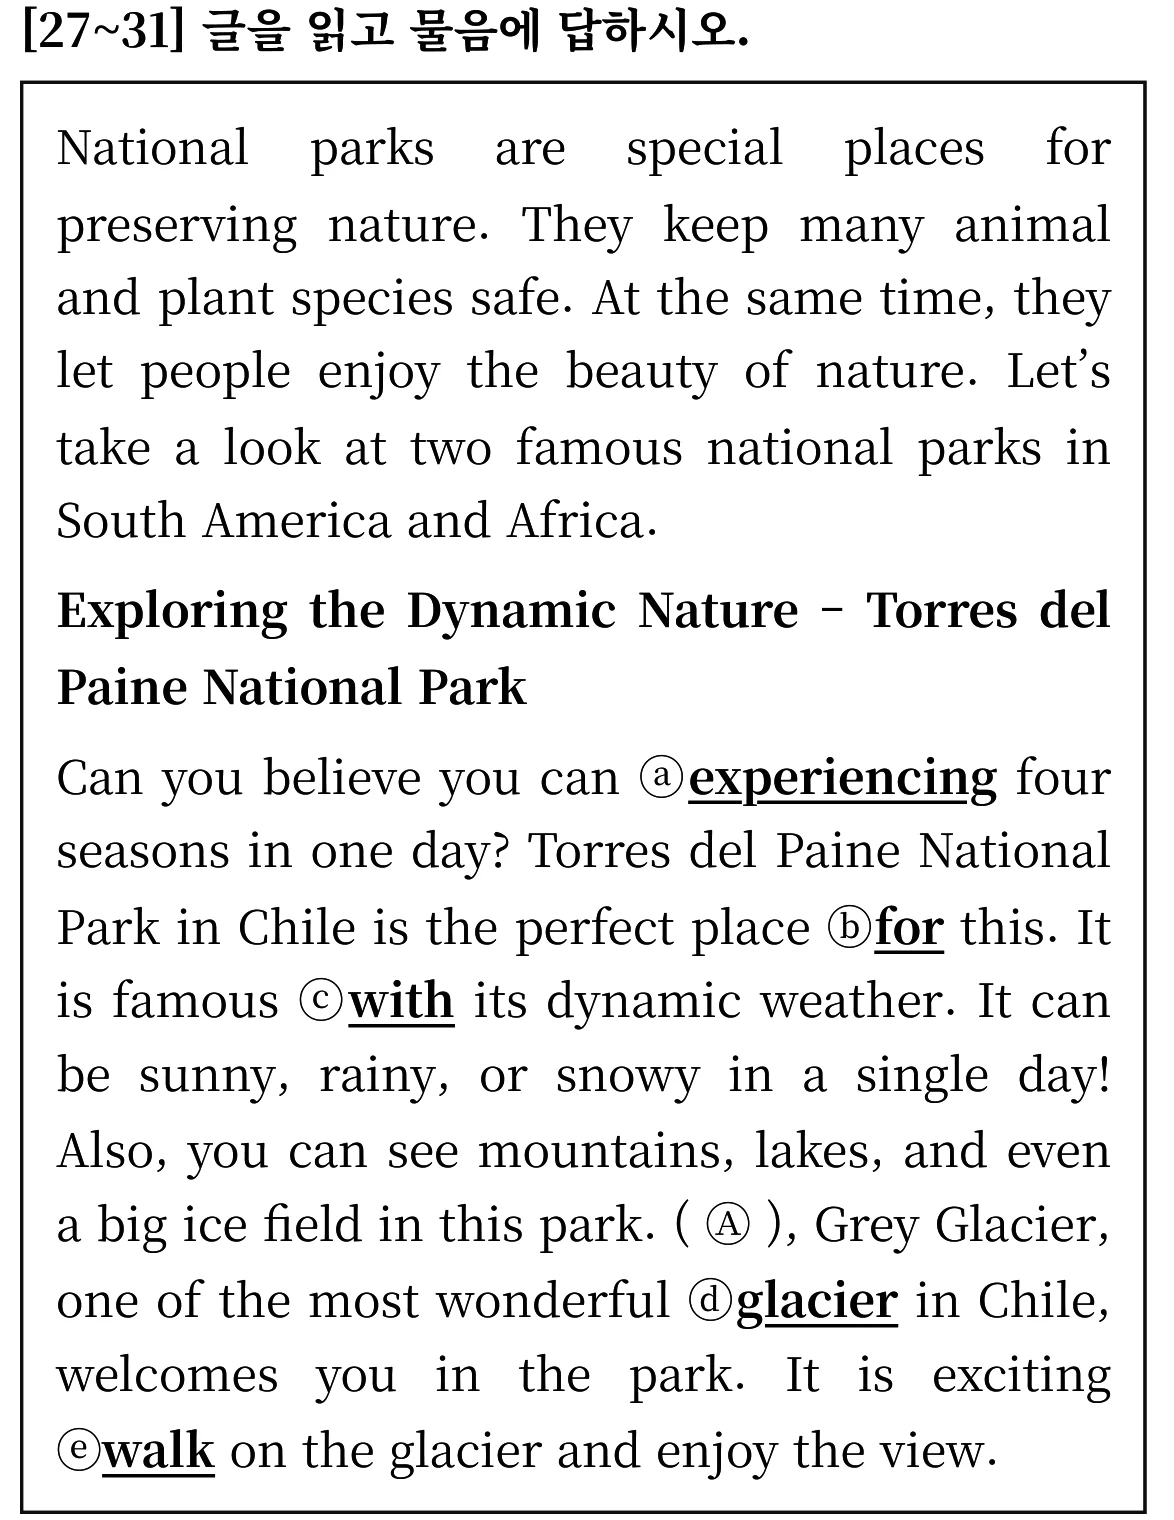 [27~31] 글을 읽고 물음에 답하시오.
National parks are special places for
preserving nature. They keep many animal
and plant species safe. At the same time, they
let people enjoy the beauty of nature. Let’s
take a look at two famous national parks in
South America and Africa.
Exploring the Dynamic Nature - Torres del
Paine National Park
Can you believe you can ⓐexperiencing four
seasons in one day? Torres del Paine National
Park in Chile is the perfect place ⓑfor this. It
is famous ⓒwith its dynamic weather. It can
be sunny, rainy, or snowy in a single day!
Also, you can see mountains, lakes, and even
a big ice field in this park. ( Ⓐ ), Grey Glacier,
one of the most wonderful ⓓglacier in Chile,
welcomes you in the park. It is exciting
ⓔwalk on the glacier and enjoy the view.